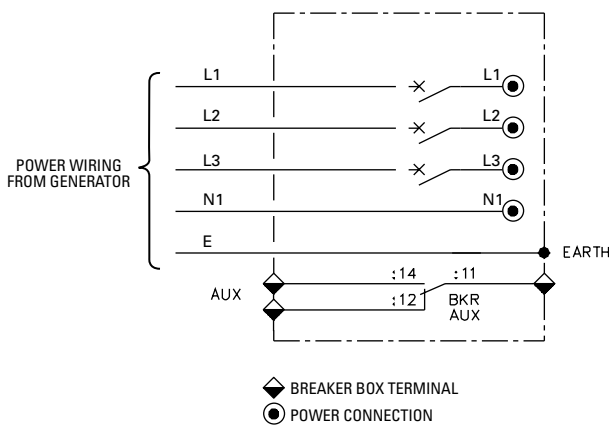 L1 L1
L2 L2
L3 L3
POWER WIRING
FROM GENERATOR
N1 N1
E
EARTH
:14 :11
AUX
:12 BKR
AUX
BREAKER BOX TERMINAL
POWER CONNECTION